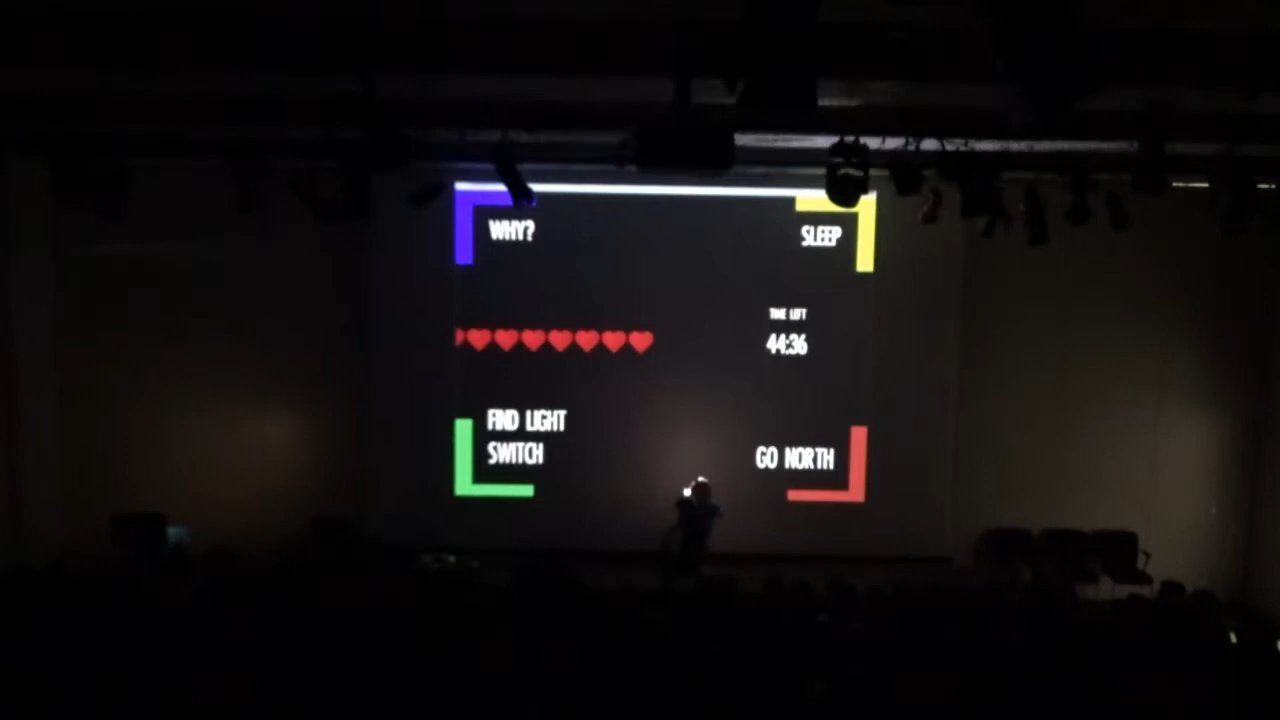 WHY?
SLEEP
TIME LEFT
44:36
FIND LIGHT
SWITCH
GO NORTH